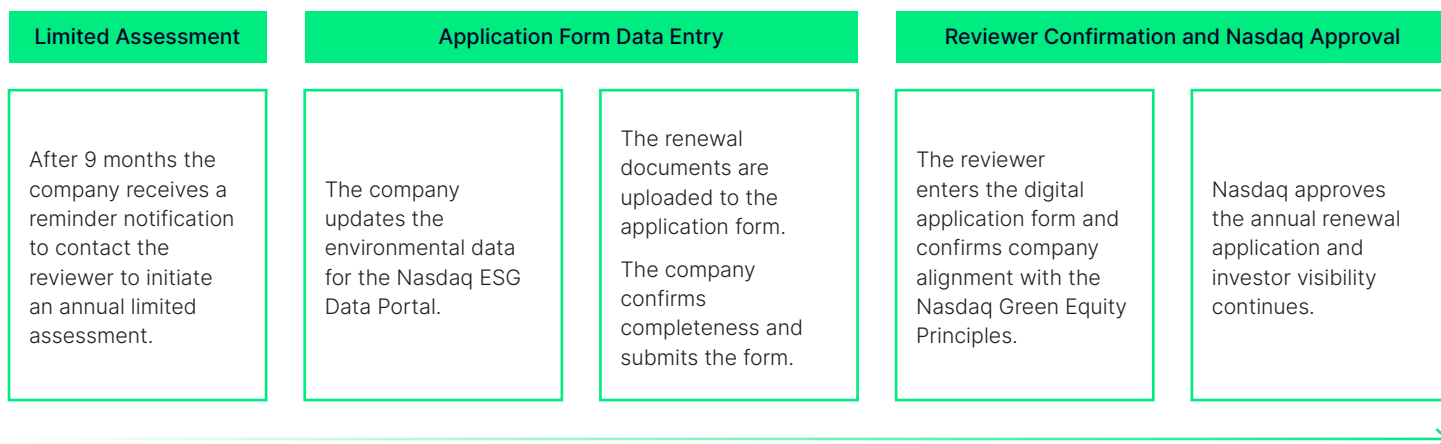 Limited Assessment
Application Form Data Entry
Reviewer Confirmation and Nasdaq Approval
After 9 months the
company receives a
reminder notification
to contact the
reviewer to initiate
an annual limited
assessment.
The company
updates the
environmental data
for the Nasdaq ESG
Data Portal.
The renewal
documents are
uploaded to the
application form.
The company
confirms
completeness and
submits the form.
The reviewer
enters the digital
application form and
confirms company
alignment with the
Nasdaq Green Equity
Principles.
Nasdaq approves
the annual renewal
application and
investor visibility
continues.